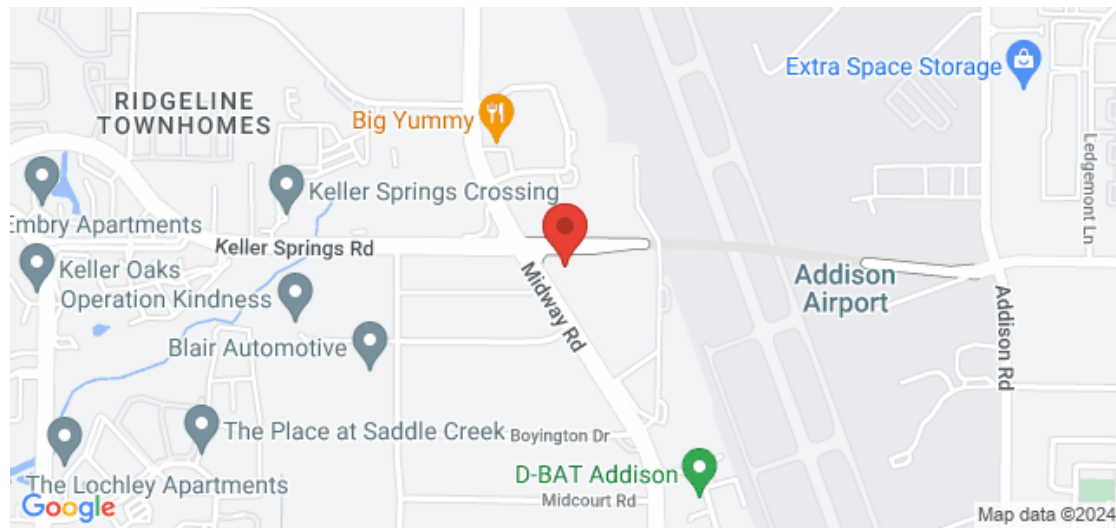 Extra Space Storage
RIDGELINE
TOWNHOMES
Big Yummy
Ledgemont Ln
Keller Springs Crossing
Embry Apartments
Keller Springs Rd
Keller Oaks
Operation Kindness
Midway Rd
Addison
Airport
Addison Rd
Blair Automotive
The Place at Saddle Creek
Boyington Dr
D-BAT Addison
The Lochley Apartments
Midcourt Rd
Google
Map data ©2024